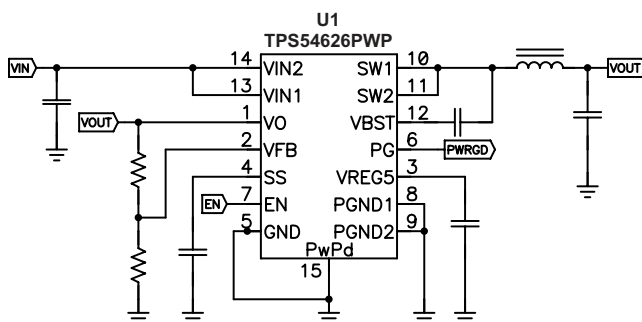 U1
TPS54626PWP
VIN
14 VIN2 SW1 10
13 VIN1 SW2 11
VOUT
VOUT 1 VO VBST 12
2 VFB PG 6 PWRGD
4 SS VREG5 3
EN 7 EN PGND1 8
5 GND PGND2 9
PwPd
15